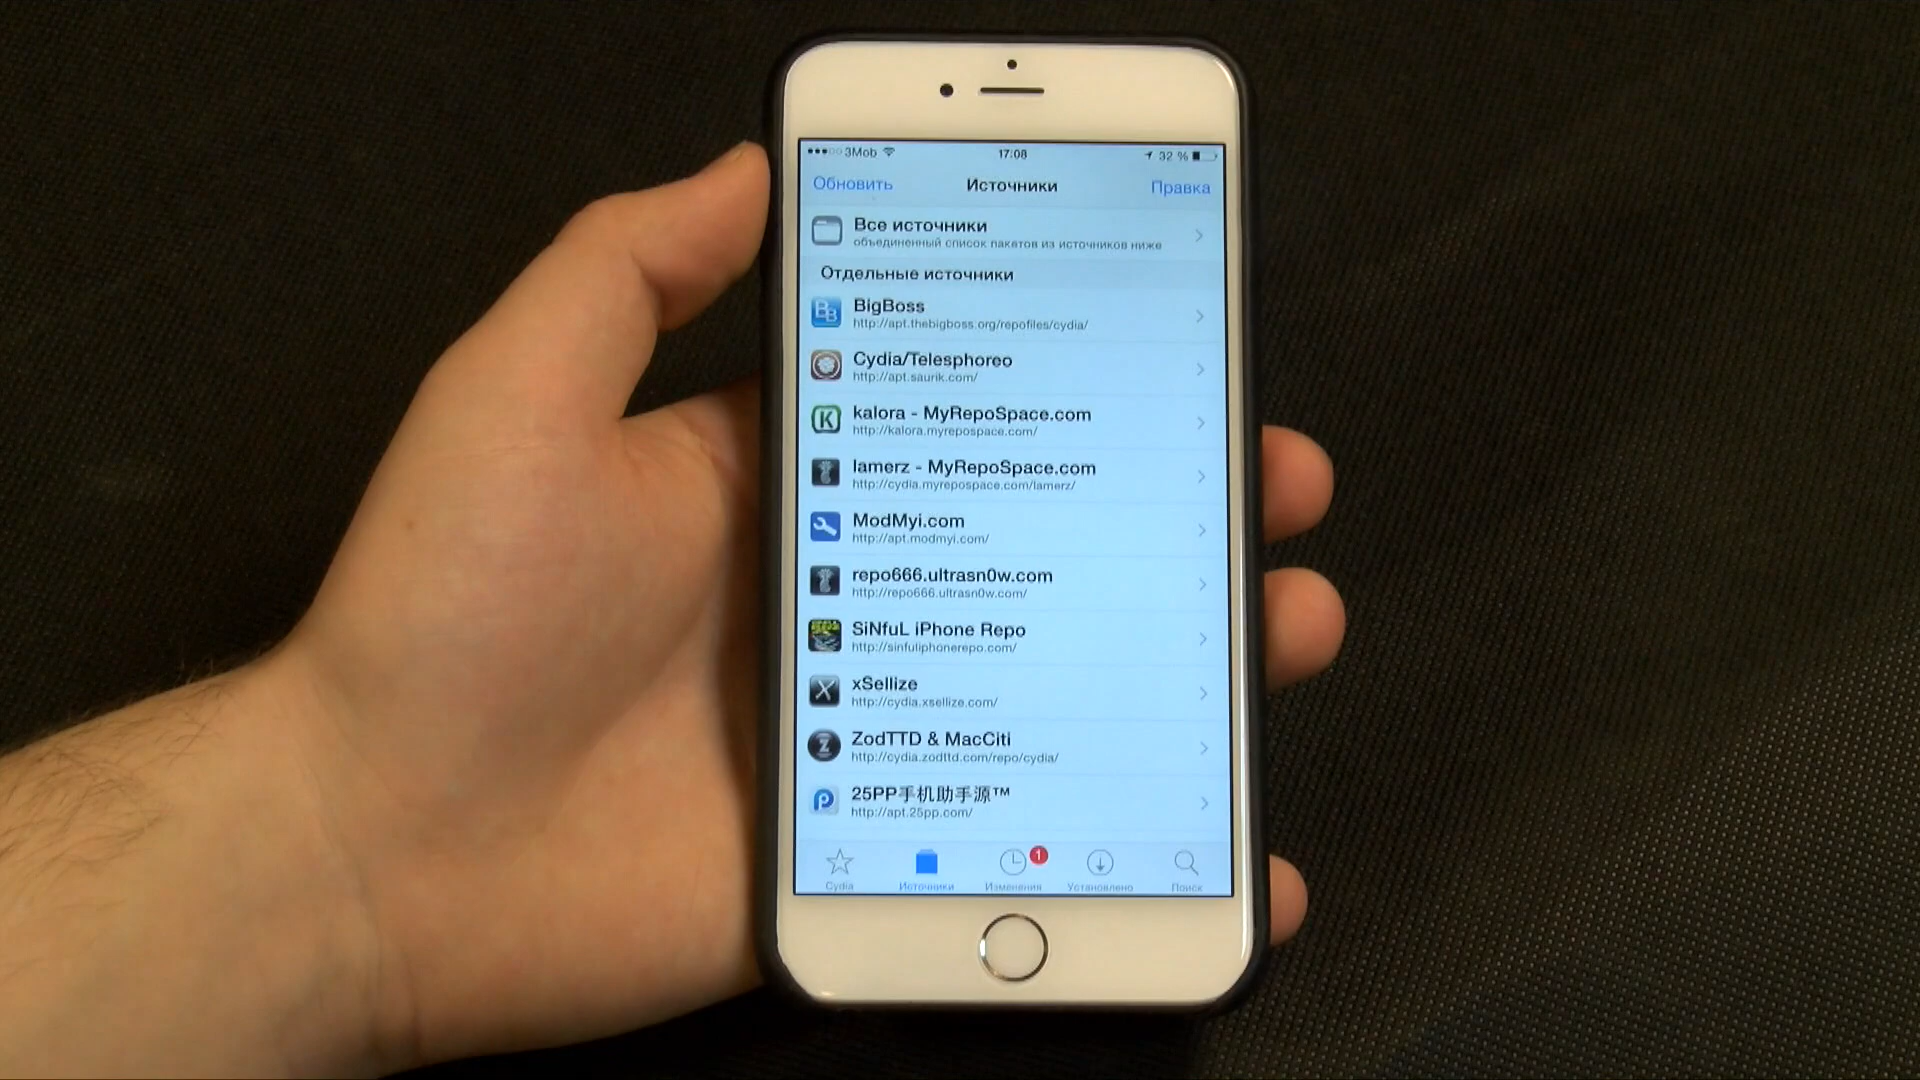 3Mob 17:08 32 %
Обновить Источники Правка
Все источники
объединенный список пакетов из источников ниже
Отдельные источники
BigBoss
http://apt.thebigboss.org/repofiles/cydia/
Cydia/Telesphoreo
http://apt.saurik.com/
kalora - MyRepoSpace.com
http://kalora.myrepospace.com/
lamerz - MyRepoSpace.com
http://cydia.myrepospace.com/lamerz/
ModMyi.com
http://apt.modmyi.com/
repo666.ultrasn0w.com
http://repo666.ultrasn0w.com/
SiNfuL iPhone Repo
http://sinfuliphonerepo.com/
xSellize
http://cydia.xsellize.com/
ZodTTD & MacCiti
http://cydia.zodttd.com/repo/cydia/
25PP手机助手源™
http://apt.25pp.com/
1
Cydia Источники Изменения Установлено Поиск